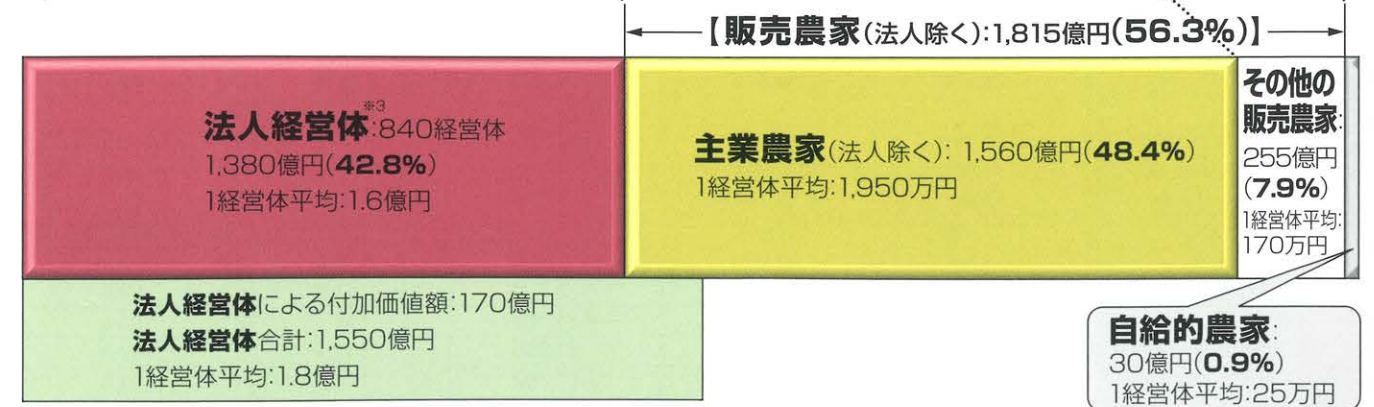 【販売農家(法人除く):1,815億円(56.3%)】
法人経営体※3:840経営体
1,380億円(42.8%)
1経営体平均:1.6億円
主業農家(法人除く): 1,560億円(48.4%)
1経営体平均:1,950万円
その他の
販売農家:
255億円
(7.9%)
1経営体平均:
170万円
法人経営体による付加価値額:170億円
法人経営体合計:1,550億円
1経営体平均:1.8億円
自給的農家:
30億円(0.9%)
1経営体平均:25万円